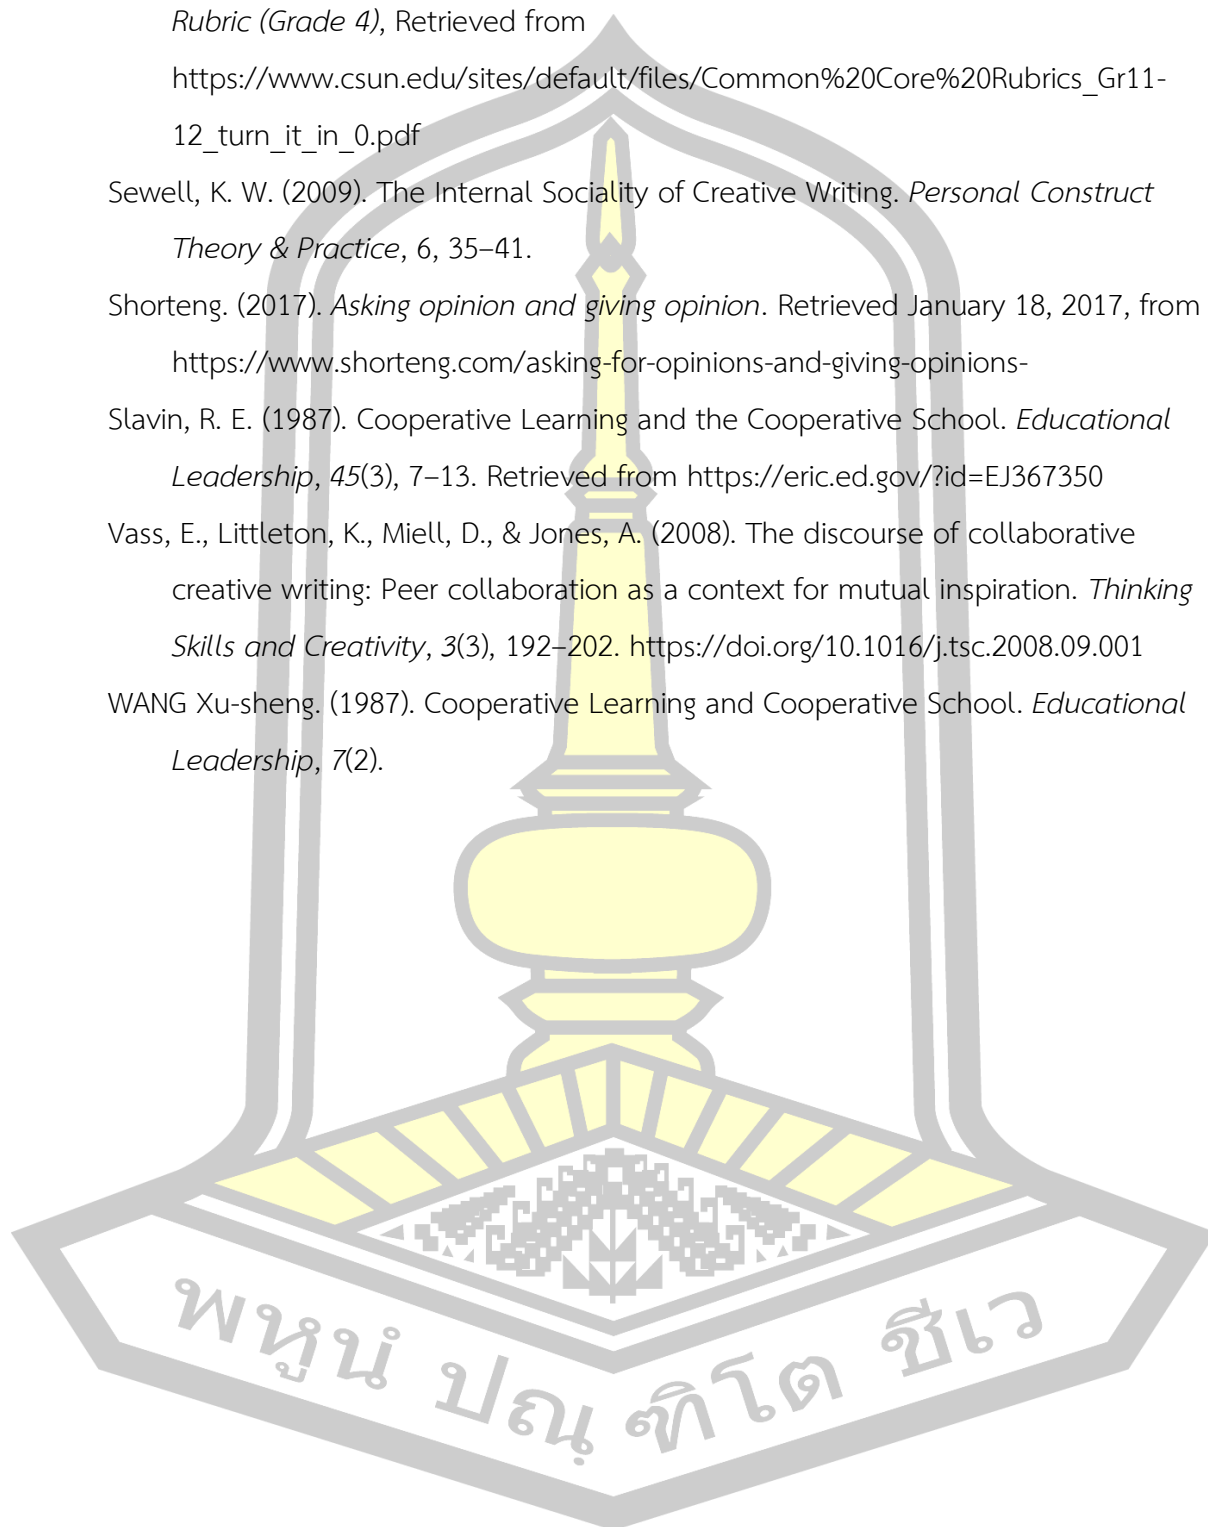 Rubric (Grade 4), Retrieved from
https://www.csun.edu/sites/default/files/Common%20Core%20Rubrics_Gr11-
12_turn_it_in_0.pdf
Sewell, K. W. (2009). The Internal Sociality of Creative Writing. Personal Construct
Theory & Practice, 6, 35–41.
Shorteng. (2017). Asking opinion and giving opinion. Retrieved January 18, 2017, from
https://www.shorteng.com/asking-for-opinions-and-giving-opinions-
Slavin, R. E. (1987). Cooperative Learning and the Cooperative School. Educational
Leadership, 45(3), 7–13. Retrieved from https://eric.ed.gov/?id=EJ367350
Vass, E., Littleton, K., Miell, D., & Jones, A. (2008). The discourse of collaborative
creative writing: Peer collaboration as a context for mutual inspiration. Thinking
Skills and Creativity, 3(3), 192–202. https://doi.org/10.1016/j.tsc.2008.09.001
WANG Xu-sheng. (1987). Cooperative Learning and Cooperative School. Educational
Leadership, 7(2).
พหูนํ ปณฺฑิโต ชีเว